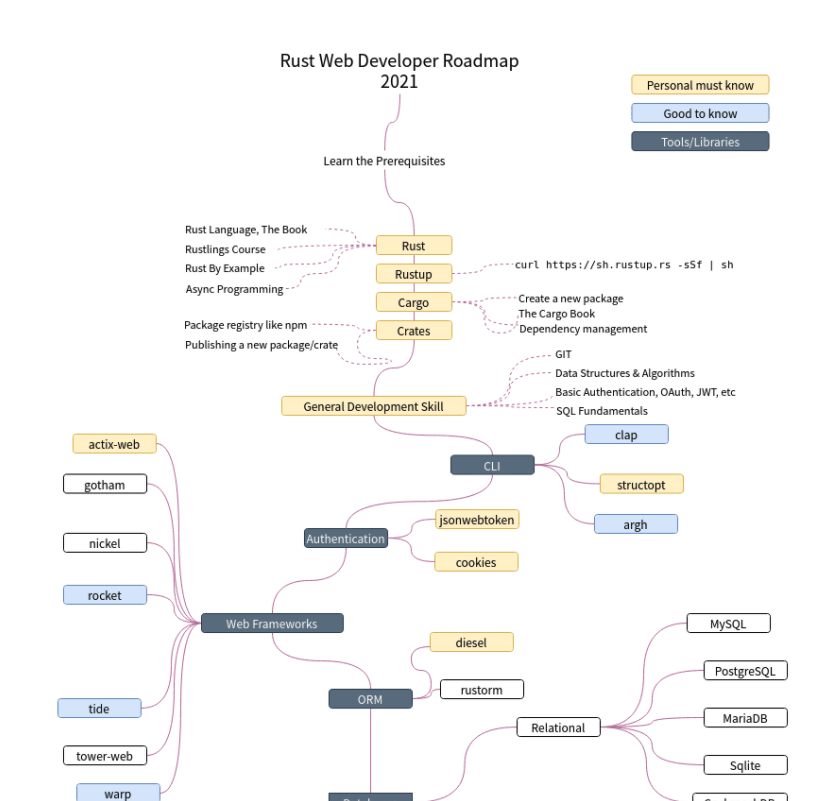 Rust Web Developer Roadmap
2021
Personal must know
Good to know
Tools/Libraries
Learn the Prerequisites
Rust Language, The Book
Rustlings Course
Rust By Example
Async Programming
Rust
Rustup
curl https://sh.rustup.rs -sSf | sh
Cargo
Create a new package
The Cargo Book
Dependency management
Package registry like npm
Publishing a new package/crate
Crates
GIT
Data Structures & Algorithms
Basic Authentication, OAuth, JWT, etc
SQL Fundamentals
General Development Skill
CLI
clap
structopt
argh
Authentication
jsonwebtoken
cookies
actix-web
gotham
nickel
rocket
tide
tower-web
warp
Web Frameworks
ORM
diesel
rustorm
Relational
MySQL
PostgreSQL
MariaDB
Sqlite